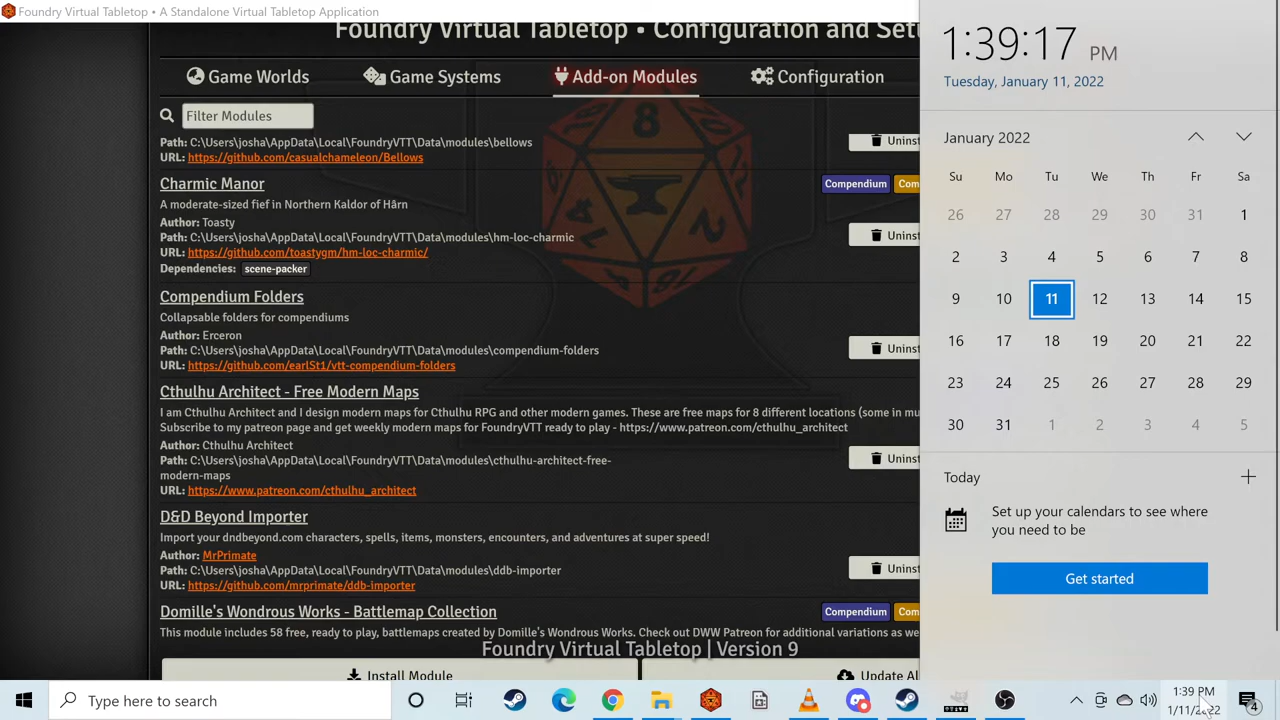 Foundry Virtual Tabletop • A Standalone Virtual Tabletop Application
Foundry Virtual Tabletop • Configuration and Set
Game Worlds
Game Systems
Add-on Modules
Configuration
Filter Modules
Path: C:\Users\josha\AppData\Local\FoundryVTT\Data\modules\bellows
Uninst
URL: https://github.com/casualchameleon/Bellows
Charmic Manor
Compendium
Com
A moderate-sized fief in Northern Kaldor of Hârn
Author: Toasty
Path: C:\Users\josha\AppData\Local\FoundryVTT\Data\modules\hm-loc-charmic
Uninst
URL: https://github.com/toastygm/hm-loc-charmic/
Dependencies: scene-packer
Compendium Folders
Collapsable folders for compendiums
Author: Erceron
Path: C:\Users\josha\AppData\Local\FoundryVTT\Data\modules\compendium-folders
Uninst
URL: https://github.com/earlSt1/vtt-compendium-folders
Cthulhu Architect - Free Modern Maps
I am Cthulhu Architect and I design modern maps for Cthulhu RPG and other modern games. These are free maps for 8 different locations (some in mu
Subscribe to my patreon page and get weekly modern maps for FoundryVTT ready to play - https://www.patreon.com/cthulhu_architect
Author: Cthulhu Architect
Path: C:\Users\josha\AppData\Local\FoundryVTT\Data\modules\cthulhu-architect-free-
modern-maps
Uninst
URL: https://www.patreon.com/cthulhu_architect
D&D Beyond Importer
Import your dndbeyond.com characters, spells, items, monsters, encounters, and adventures at super speed!
Author: MrPrimate
Path: C:\Users\josha\AppData\Local\FoundryVTT\Data\modules\ddb-importer
Uninst
URL: https://github.com/mrprimate/ddb-importer
Domille's Wondrous Works - Battlemap Collection
Compendium
Com
This module includes 58 free, ready to play, battlemaps created by Domille's Wondrous Works. Check out DWW Patreon for additional variations as we
Foundry Virtual Tabletop | Version 9
Install Module
Update Al
1:39:17 PM
Tuesday, January 11, 2022
January 2022
Su Mo Tu We Th Fr Sa
26 27 28 29 30 31 1
2 3 4 5 6 7 8
9 10 11 12 13 14 15
16 17 18 19 20 21 22
23 24 25 26 27 28 29
30 31 1 2 3 4 5
Today
Set up your calendars to see where
you need to be
Get started
Type here to search
1:39 PM
1/11/2022
4